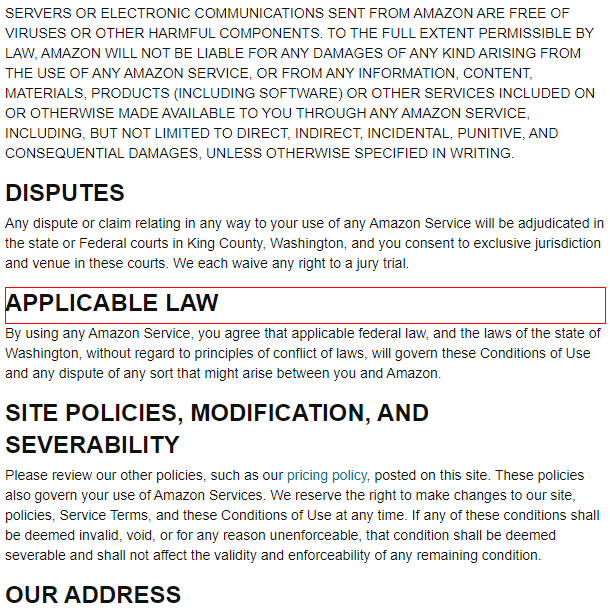 SERVERS OR ELECTRONIC COMMUNICATIONS SENT FROM AMAZON ARE FREE OF
VIRUSES OR OTHER HARMFUL COMPONENTS. TO THE FULL EXTENT PERMISSIBLE BY
LAW, AMAZON WILL NOT BE LIABLE FOR ANY DAMAGES OF ANY KIND ARISING FROM
THE USE OF ANY AMAZON SERVICE, OR FROM ANY INFORMATION, CONTENT,
MATERIALS, PRODUCTS (INCLUDING SOFTWARE) OR OTHER SERVICES INCLUDED ON
OR OTHERWISE MADE AVAILABLE TO YOU THROUGH ANY AMAZON SERVICE,
INCLUDING, BUT NOT LIMITED TO DIRECT, INDIRECT, INCIDENTAL, PUNITIVE, AND
CONSEQUENTIAL DAMAGES, UNLESS OTHERWISE SPECIFIED IN WRITING.
DISPUTES
Any dispute or claim relating in any way to your use of any Amazon Service will be adjudicated in
the state or Federal courts in King County, Washington, and you consent to exclusive jurisdiction
and venue in these courts. We each waive any right to a jury trial.
APPLICABLE LAW
By using any Amazon Service, you agree that applicable federal law, and the laws of the state of
Washington, without regard to principles of conflict of laws, will govern these Conditions of Use
and any dispute of any sort that might arise between you and Amazon.
SITE POLICIES, MODIFICATION, AND
SEVERABILITY
Please review our other policies, such as our pricing policy, posted on this site. These policies
also govern your use of Amazon Services. We reserve the right to make changes to our site,
policies, Service Terms, and these Conditions of Use at any time. If any of these conditions shall
be deemed invalid, void, or for any reason unenforceable, that condition shall be deemed
severable and shall not affect the validity and enforceability of any remaining condition.
OUR ADDRESS